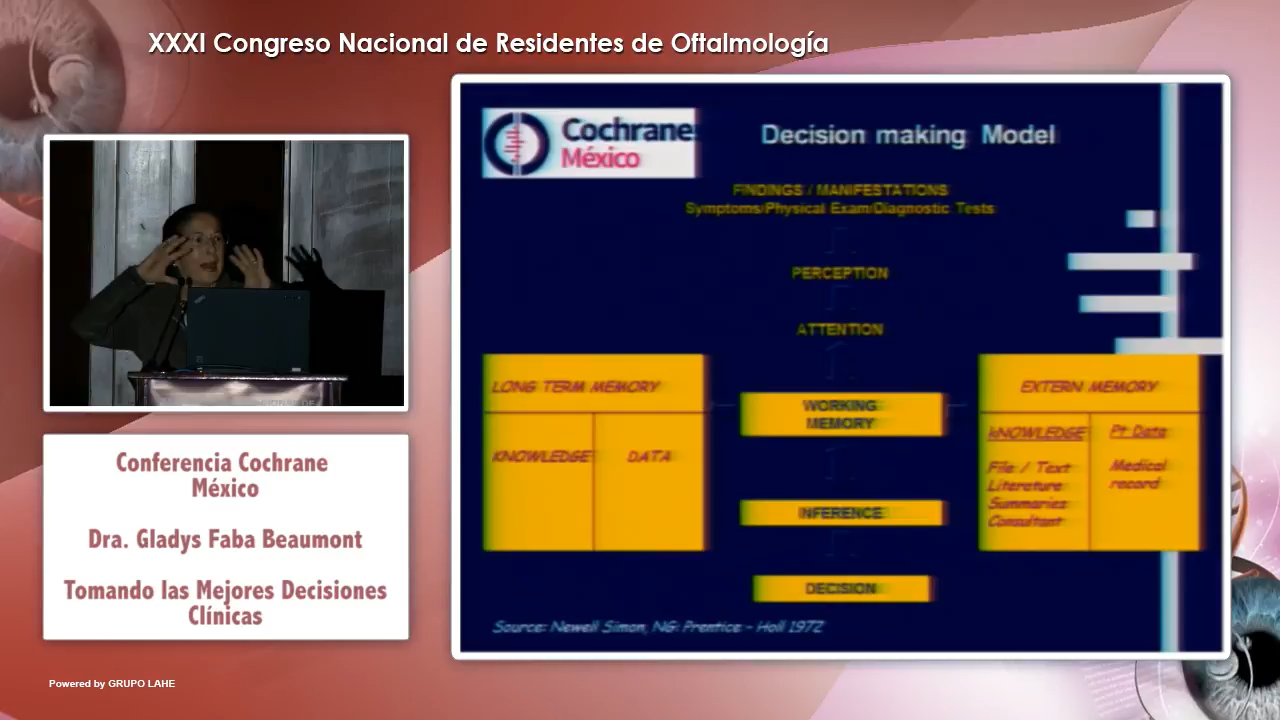 XXXI Congreso Nacional de Residentes de Oftalmología
Cochrane
México
Decision making Model
FINDINGS / MANIFESTATIONS
Symptoms/Physical Exam/Diagnostic Tests
PERCEPTION
ATTENTION
LONG TERM MEMORY
KNOWLEDGE
DATA
WORKING
MEMORY
INFERENCE
DECISION
EXTERN MEMORY
KNOWLEDGE
File / Text
Literature
Summaries
Consultant
Pt Data
Medical
record
Source: Newell Simon, NG: Prentice - Hall 1972
Conferencia Cochrane
México
Dra. Gladys Faba Beaumont
Tomando las Mejores Decisiones
Clínicas
Powered by GRUPO LAHE